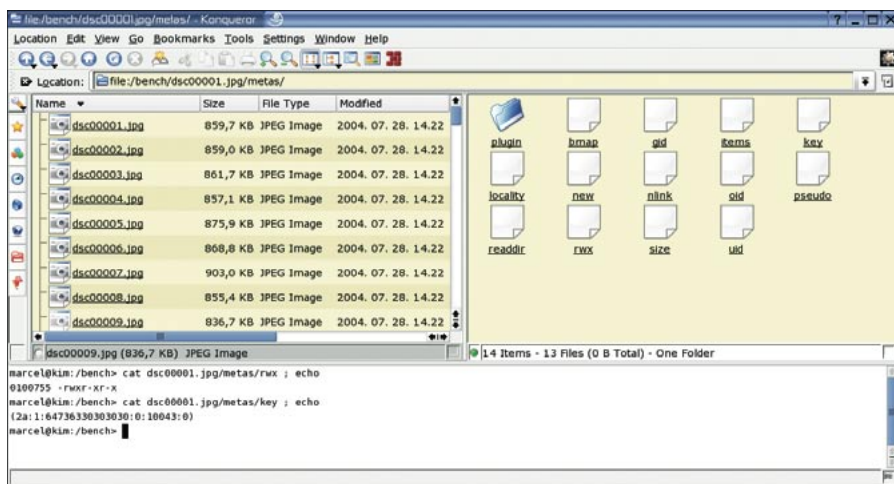 file:/bench/dsc00001.jpg/metas/ - Konqueror
Location Edit View Go Bookmarks Tools Settings Window Help
Location: file:/bench/dsc00001.jpg/metas/
Name Size File Type Modified
dsc00001.jpg 859,7 KB JPEG Image 2004. 07. 28. 14.22
dsc00002.jpg 859,0 KB JPEG Image 2004. 07. 28. 14.22
dsc00003.jpg 861,7 KB JPEG Image 2004. 07. 28. 14.22
dsc00004.jpg 857,1 KB JPEG Image 2004. 07. 28. 14.22
dsc00005.jpg 875,9 KB JPEG Image 2004. 07. 28. 14.22
dsc00006.jpg 868,8 KB JPEG Image 2004. 07. 28. 14.22
dsc00007.jpg 903,0 KB JPEG Image 2004. 07. 28. 14.22
dsc00008.jpg 855,4 KB JPEG Image 2004. 07. 28. 14.22
dsc00009.jpg 836,7 KB JPEG Image 2004. 07. 28. 14.22
dsc00009.jpg (836,7 KB) JPEG Image
plugin bmap gid items key
locality new nlink oid pseudo
readdir rwx size uid
14 Items - 13 Files (0 B Total) - One Folder
marcel@kim:/bench> cat dsc00001.jpg/metas/rwx ; echo
0100755 -rwxr-xr-x
marcel@kim:/bench> cat dsc00001.jpg/metas/key ; echo
(2a:1:64736330303030:0:10043:0)
marcel@kim:/bench>